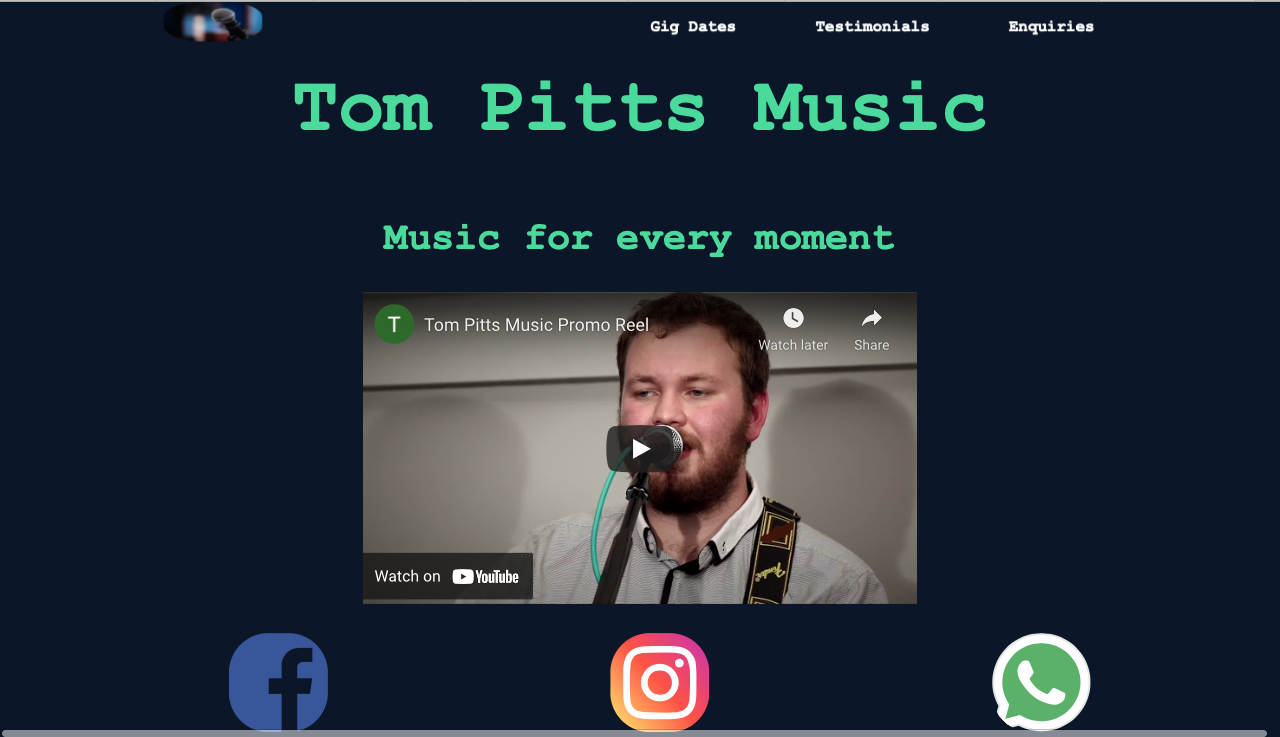 Gig Dates Testimonials Enquiries
Tom Pitts Music
Music for every moment
T Tom Pitts Music Promo Reel
Watch later Share
Fender
Watch on YouTube